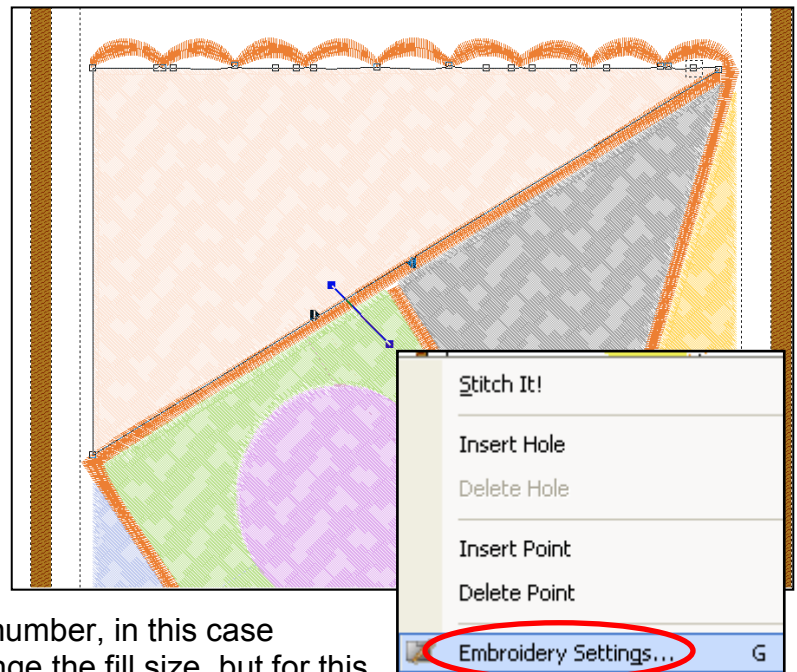 Stitch It!
Insert Hole
Delete Hole
Insert Point
Delete Point
Embroidery Settings... G
number, in this case
nge the fill size, but for this